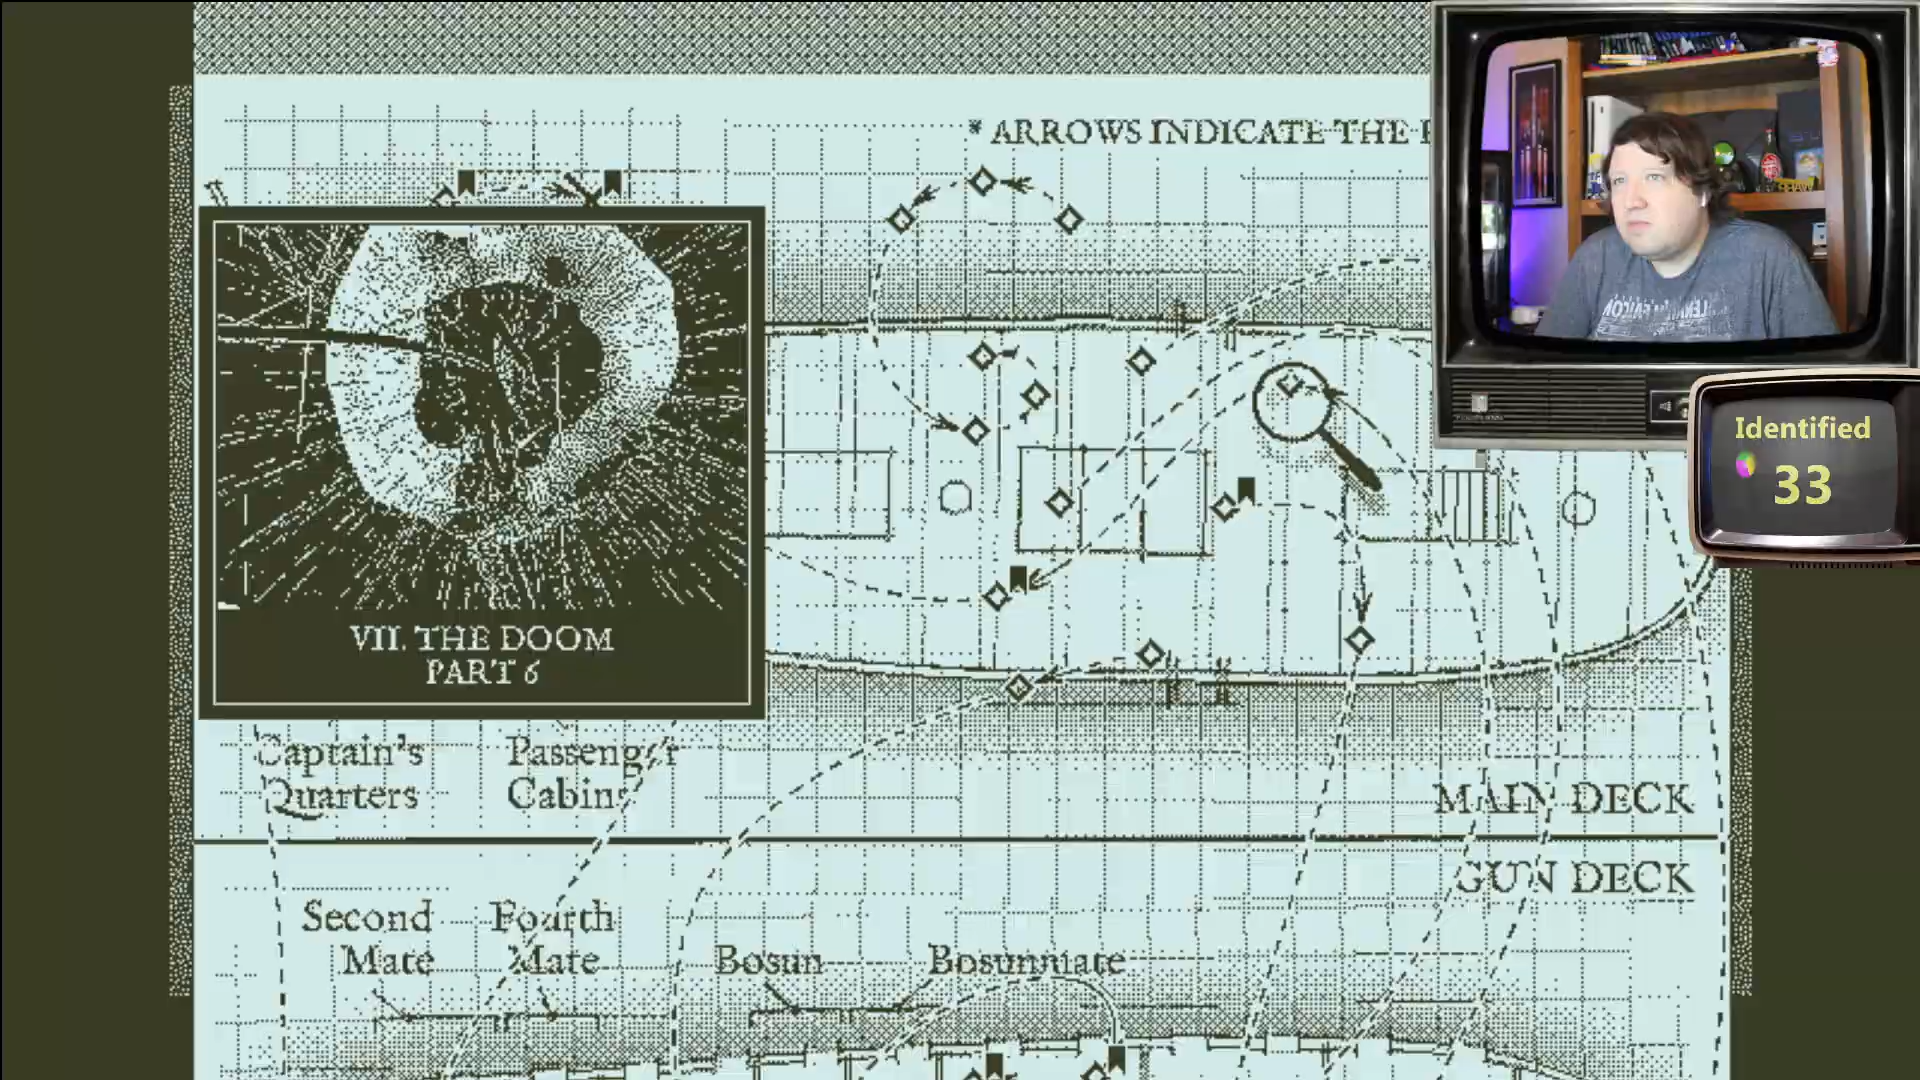 * ARROWS INDICATE THE
Identified
33
VII. THE DOOM
PART 6
Captain's
Quarters
Passenger
Cabins
MAIN DECK
GUN DECK
Second
Mate
Fourth
Mate
Bosun
Bosunmate